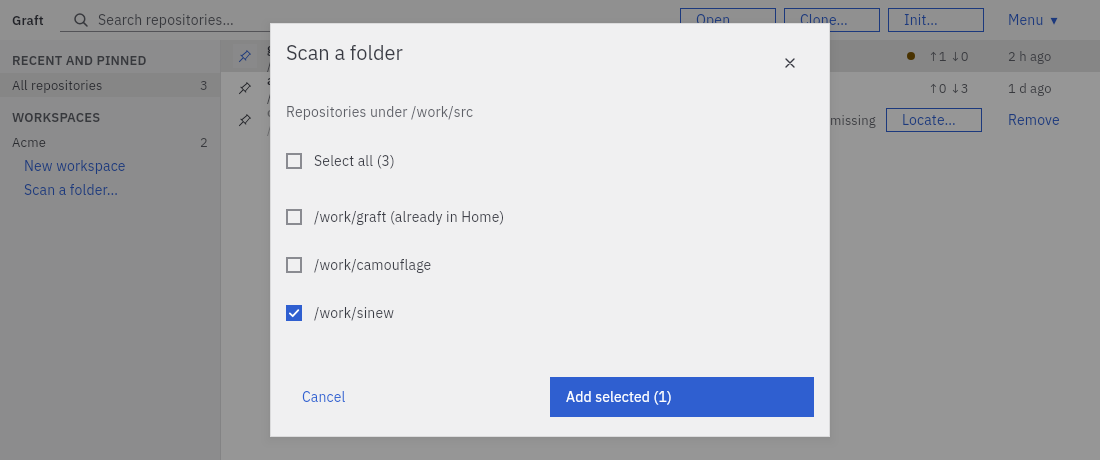 Graft
Search repositories...
Open
Clone...
Init...
Menu ▼
RECENT AND PINNED
All repositories 3
WORKSPACES
Acme 2
New workspace
Scan a folder...
↑1 ↓0 2 h ago
↑0 ↓3 1 d ago
missing Locate... Remove
Scan a folder
Repositories under /work/src
Select all (3)
/work/graft (already in Home)
/work/camouflage
/work/sinew
Cancel
Add selected (1)